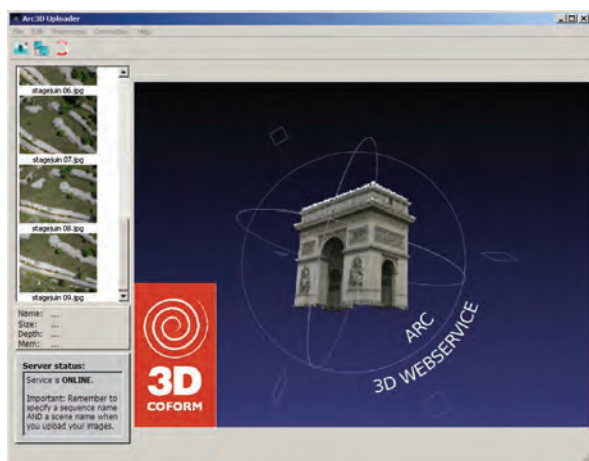 Arc3D Uploader
File Edit Preprocess Connection Help
stagejuin 06.jpg
stagejuin 07.jpg
stagejuin 08.jpg
stagejuin 09.jpg
Name: ...
Size: ...
Depth: ...
Mem: ...
Server status:
Service is ONLINE.
Important: Remember to
specify a sequence name
AND a scene name when
you upload your images.
3D
COFORM
ARC
3D WEBSERVICE